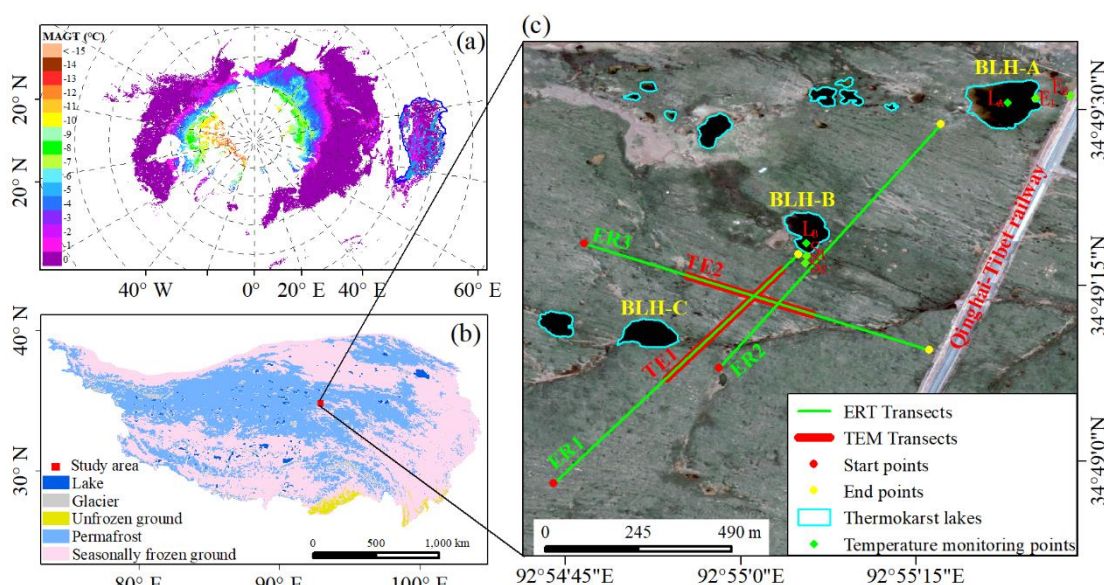 MAGT (℃)
< -15
-14
-13
-12
-11
-10
-9
-8
-7
-6
-5
-4
-3
-2
-1
0
(a)
20° N
20° N
40° W
0°
20° E
40° E
60° E
(b)
40° N
30° N
Study area
Lake
Glacier
Unfrozen ground
Permafrost
Seasonally frozen ground
0
500
1,000 km
80° E
90° E
100° E
(c)
BLH-A
BLH-B
BLH-C
ER3
TE2
TE1
ER2
ER1
Qinghai-Tibet railway
34°49'30"N
34°49'15"N
34°49'0"N
ERT Transects
TEM Transects
Start points
End points
Thermokarst lakes
Temperature monitoring points
0
245
490 m
92°54'45"E
92°55'0"E
92°55'15"E